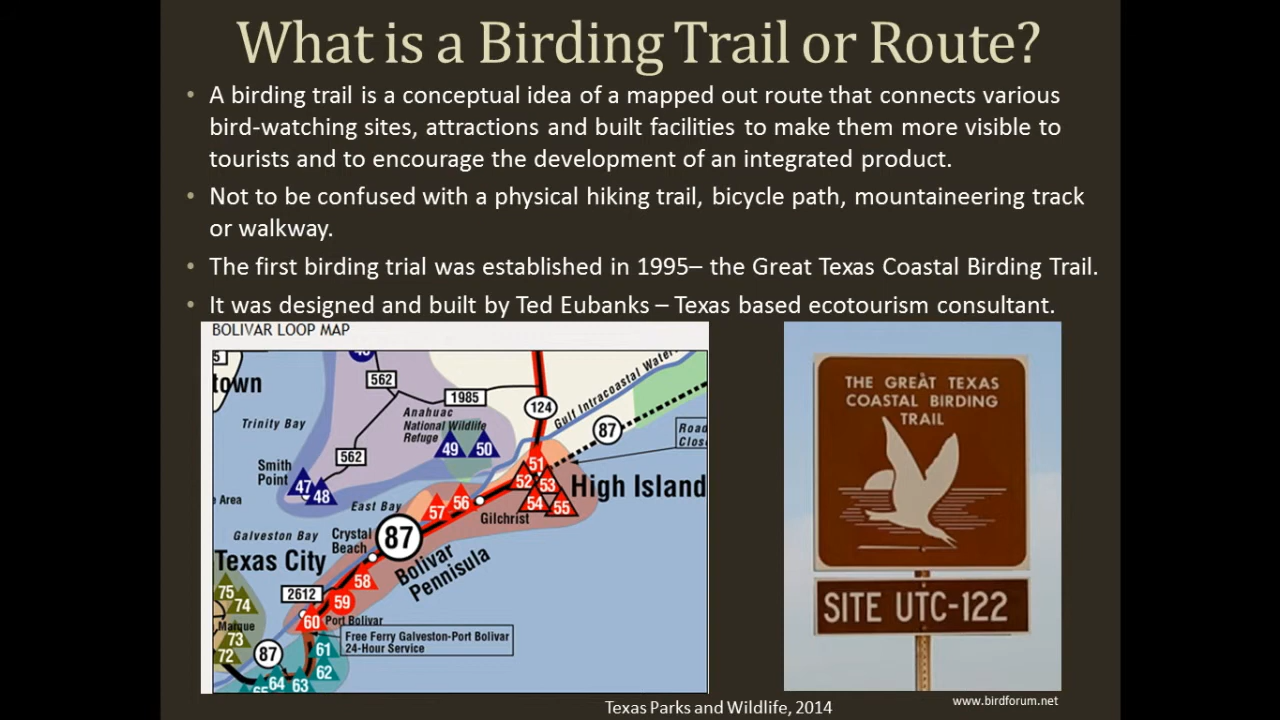 What is a Birding Trail or Route?
• A birding trail is a conceptual idea of a mapped out route that connects various
bird-watching sites, attractions and built facilities to make them more visible to
tourists and to encourage the development of an integrated product.
• Not to be confused with a physical hiking trail, bicycle path, mountaineering track
or walkway.
• The first birding trial was established in 1995– the Great Texas Coastal Birding Trail.
• It was designed and built by Ted Eubanks – Texas based ecotourism consultant.
BOLIVAR LOOP MAP
5
town
562
1985
124
Gulf Intracoastal Water
87
Trinity Bay
Anahuac
National Wildlife
Refuge
49
50
Road
Close
562
Smith
Point
47
48
51
52
53
54
55
High Island
e Area
East Bay
57
56
Gilchrist
Galveston Bay
Crystal
Beach
87
Bolivar
Pennisula
Texas City
58
2612
59
75
74
60
Port Bolivar
Marque
73
72
87
Free Ferry Galveston-Port Bolivar
24-Hour Service
61
62
63
64
65
THE GREAT TEXAS
COASTAL BIRDING
TRAIL
SITE UTC-122
Texas Parks and Wildlife, 2014
www.birdforum.net